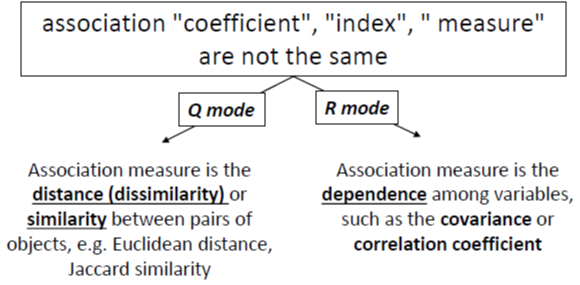 association "coefficient", "index", " measure"
are not the same
Q mode
R mode
Association measure is the
distance (dissimilarity) or
similarity between pairs of
objects, e.g. Euclidean distance,
Jaccard similarity
Association measure is the
dependence among variables,
such as the covariance or
correlation coefficient